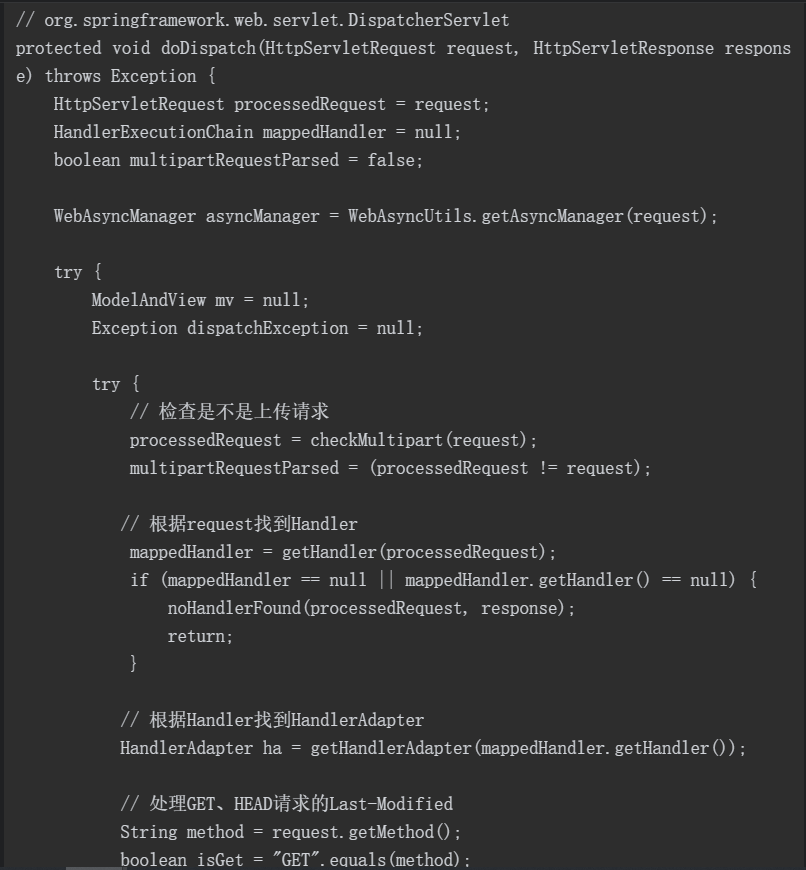 // org.springframework.web.servlet.DispatcherServlet
protected void doDispatch(HttpServletRequest request, HttpServletResponse respons
e) throws Exception {
    HttpServletRequest processedRequest = request;
    HandlerExecutionChain mappedHandler = null;
    boolean multipartRequestParsed = false;

    WebAsyncManager asyncManager = WebAsyncUtils.getAsyncManager(request);

    try {
        ModelAndView mv = null;
        Exception dispatchException = null;

        try {
            // 检查是不是上传请求
            processedRequest = checkMultipart(request);
            multipartRequestParsed = (processedRequest != request);

           // 根据request找到Handler
            mappedHandler = getHandler(processedRequest);
            if (mappedHandler == null || mappedHandler.getHandler() == null) {
                noHandlerFound(processedRequest, response);
                return;
            }

           // 根据Handler找到HandlerAdapter
           HandlerAdapter ha = getHandlerAdapter(mappedHandler.getHandler());

           // 处理GET、HEAD请求的Last-Modified
           String method = request.getMethod();
           boolean isGet = "GET".equals(method);